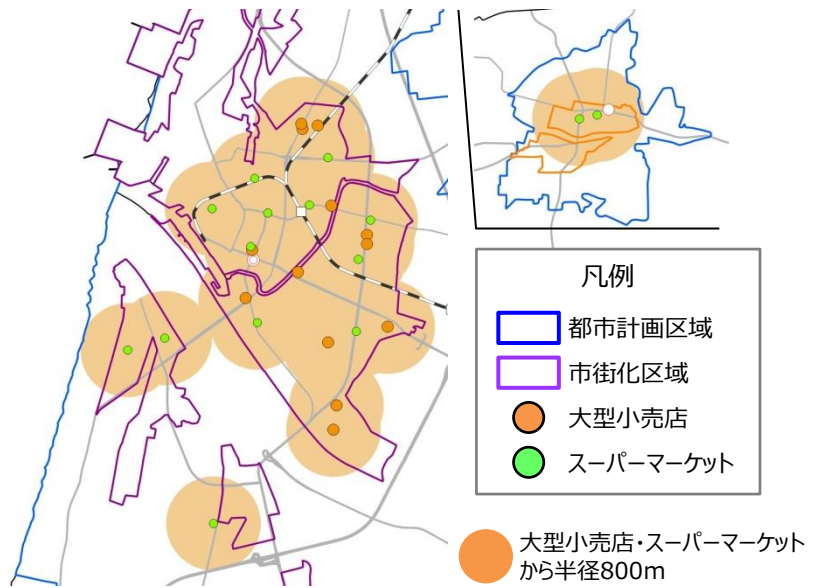 凡例
都市計画区域
市街化区域
大型小売店
スーパーマーケット
大型小売店・スーパーマーケット
から半径800m